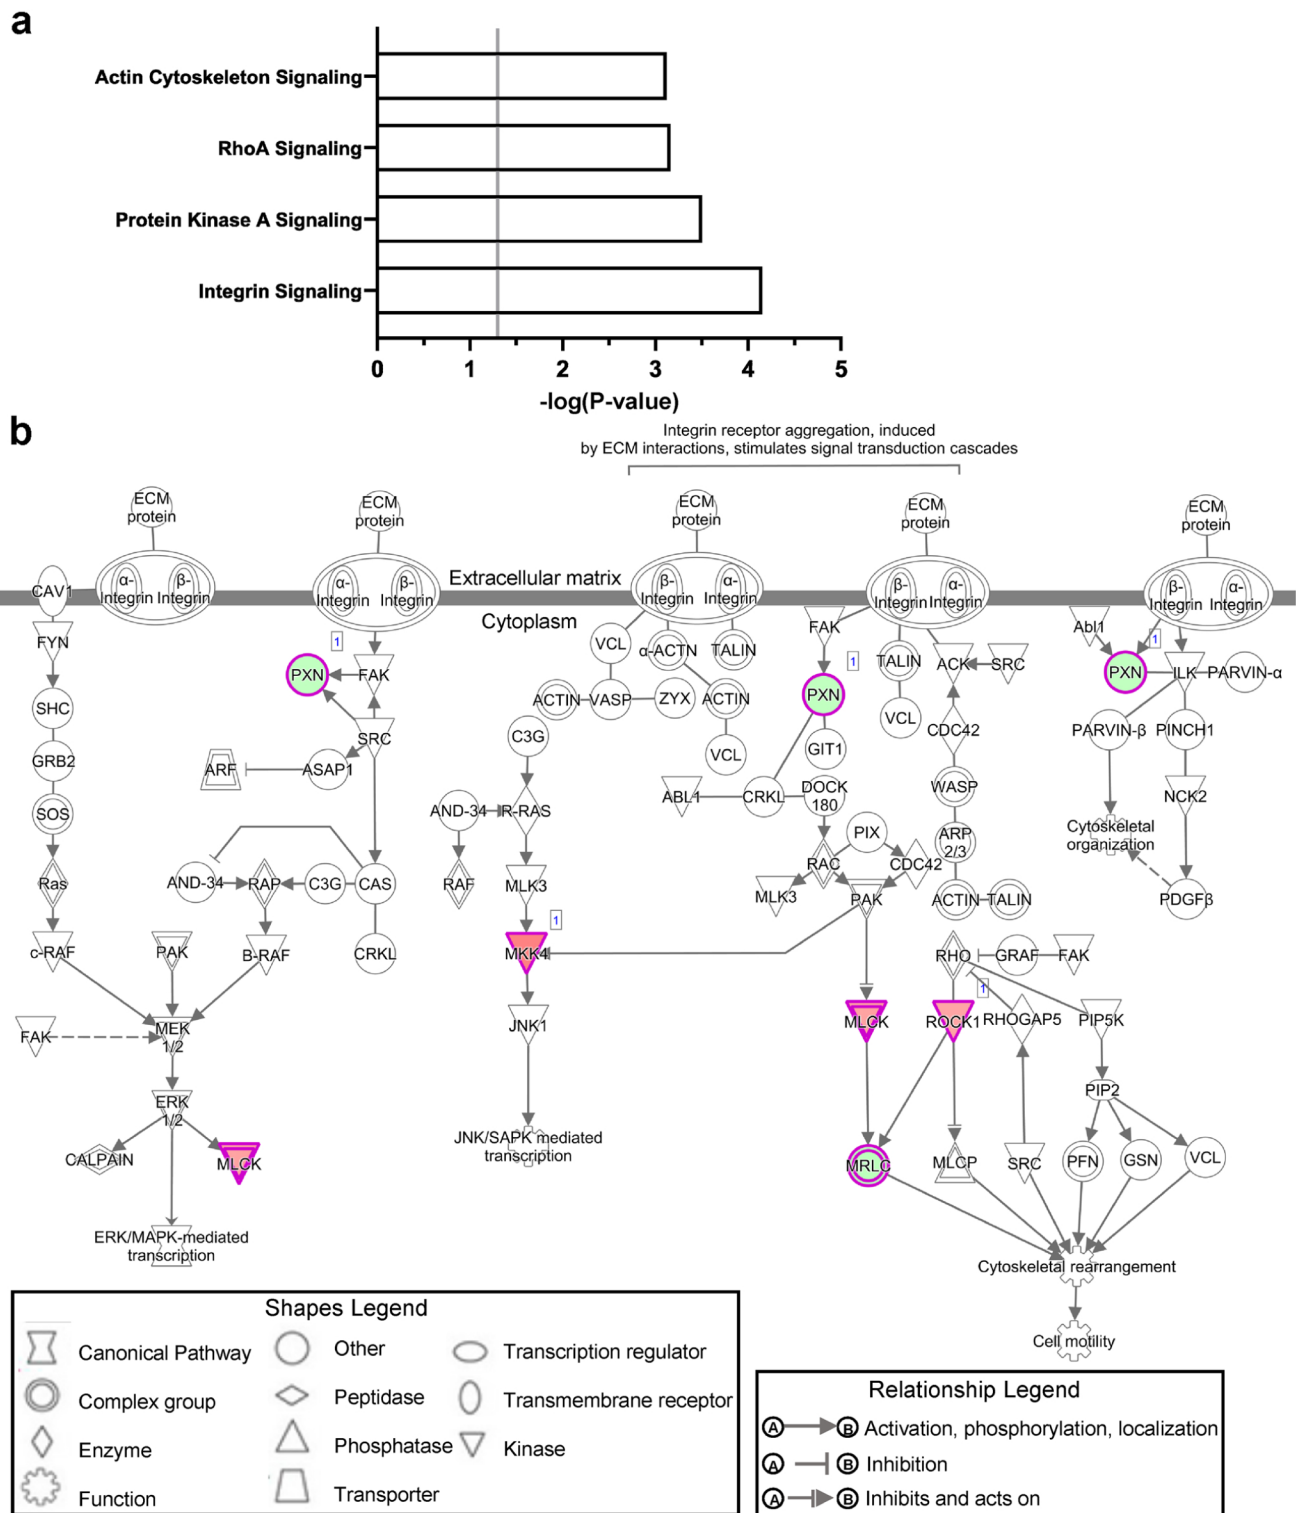 a
Actin Cytoskeleton Signaling
RhoA Signaling
Protein Kinase A Signaling
Integrin Signaling
0 1 2 3 4 5
-log(P-value)
b
Integrin receptor aggregation, induced
by ECM interactions, stimulates signal transduction cascades
ECM
protein
ECM
protein
ECM
protein
ECM
protein
ECM
protein
CAV1
α-
Integrin
β-
Integrin
α-
Integrin
β-
Integrin
Extracellular matrix
β-
Integrin
α-
Integrin
β-
Integrin
α-
Integrin
β-
Integrin
α-
Integrin
Cytoplasm
FYN
1
PXN
FAK
VCL
α-ACTN
TALIN
FAK
1
TALIN
ACK
SRC
Abl1
1
PXN
ILK
PARVIN-α
SHC
SRC
ACTIN
VASP
ZYX
ACTIN
PXN
VCL
CDC42
PARVIN-β
PINCH1
GRB2
ARF
ASAP1
C3G
VCL
GIT1
SOS
AND-34
R-RAS
ABL1
CRKL
DOCK
180
WASP
NCK2
Cytoskeletal
organization
PIX
ARP
2/3
Ras
AND-34
RAP
C3G
CAS
RAF
MLK3
RAC
CDC42
MLK3
PAK
ACTIN
TALIN
PDGFβ
c-RAF
PAK
B-RAF
CRKL
1
MKK4
RHO
GRAF
FAK
FAK
MEK
1/2
JNK1
MLCK
ROCK1
1
RHOGAP5
PIP5K
ERK
1/2
PIP2
CALPAIN
MLCK
JNK/SAPK mediated
transcription
MRLC
MLCP
SRC
PFN
GSN
VCL
ERK/MAPK-mediated
transcription
Cytoskeletal rearrangement
Cell motility
Shapes Legend
Canonical Pathway
Other
Transcription regulator
Complex group
Peptidase
Transmembrane receptor
Enzyme
Phosphatase
Kinase
Function
Transporter
Relationship Legend
A B Activation, phosphorylation, localization
A B Inhibition
A B Inhibits and acts on